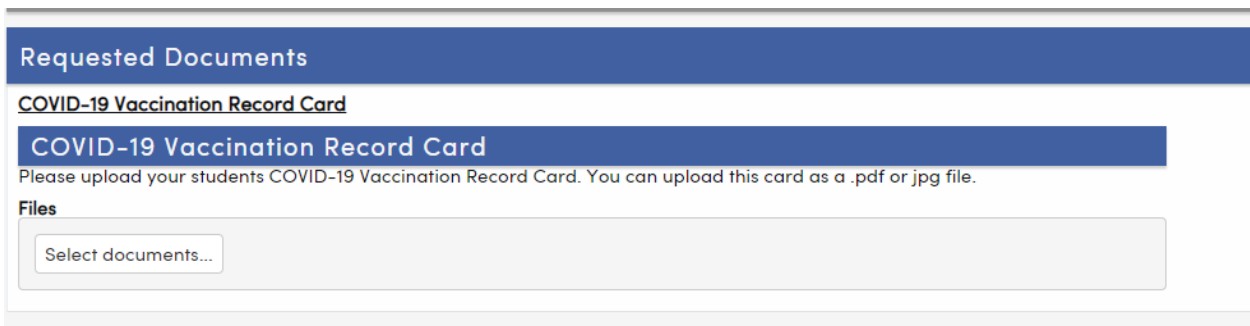 Requested Documents
COVID-19 Vaccination Record Card
COVID-19 Vaccination Record Card
Please upload your students COVID-19 Vaccination Record Card. You can upload this card as a .pdf or jpg file.
Files
Select documents...